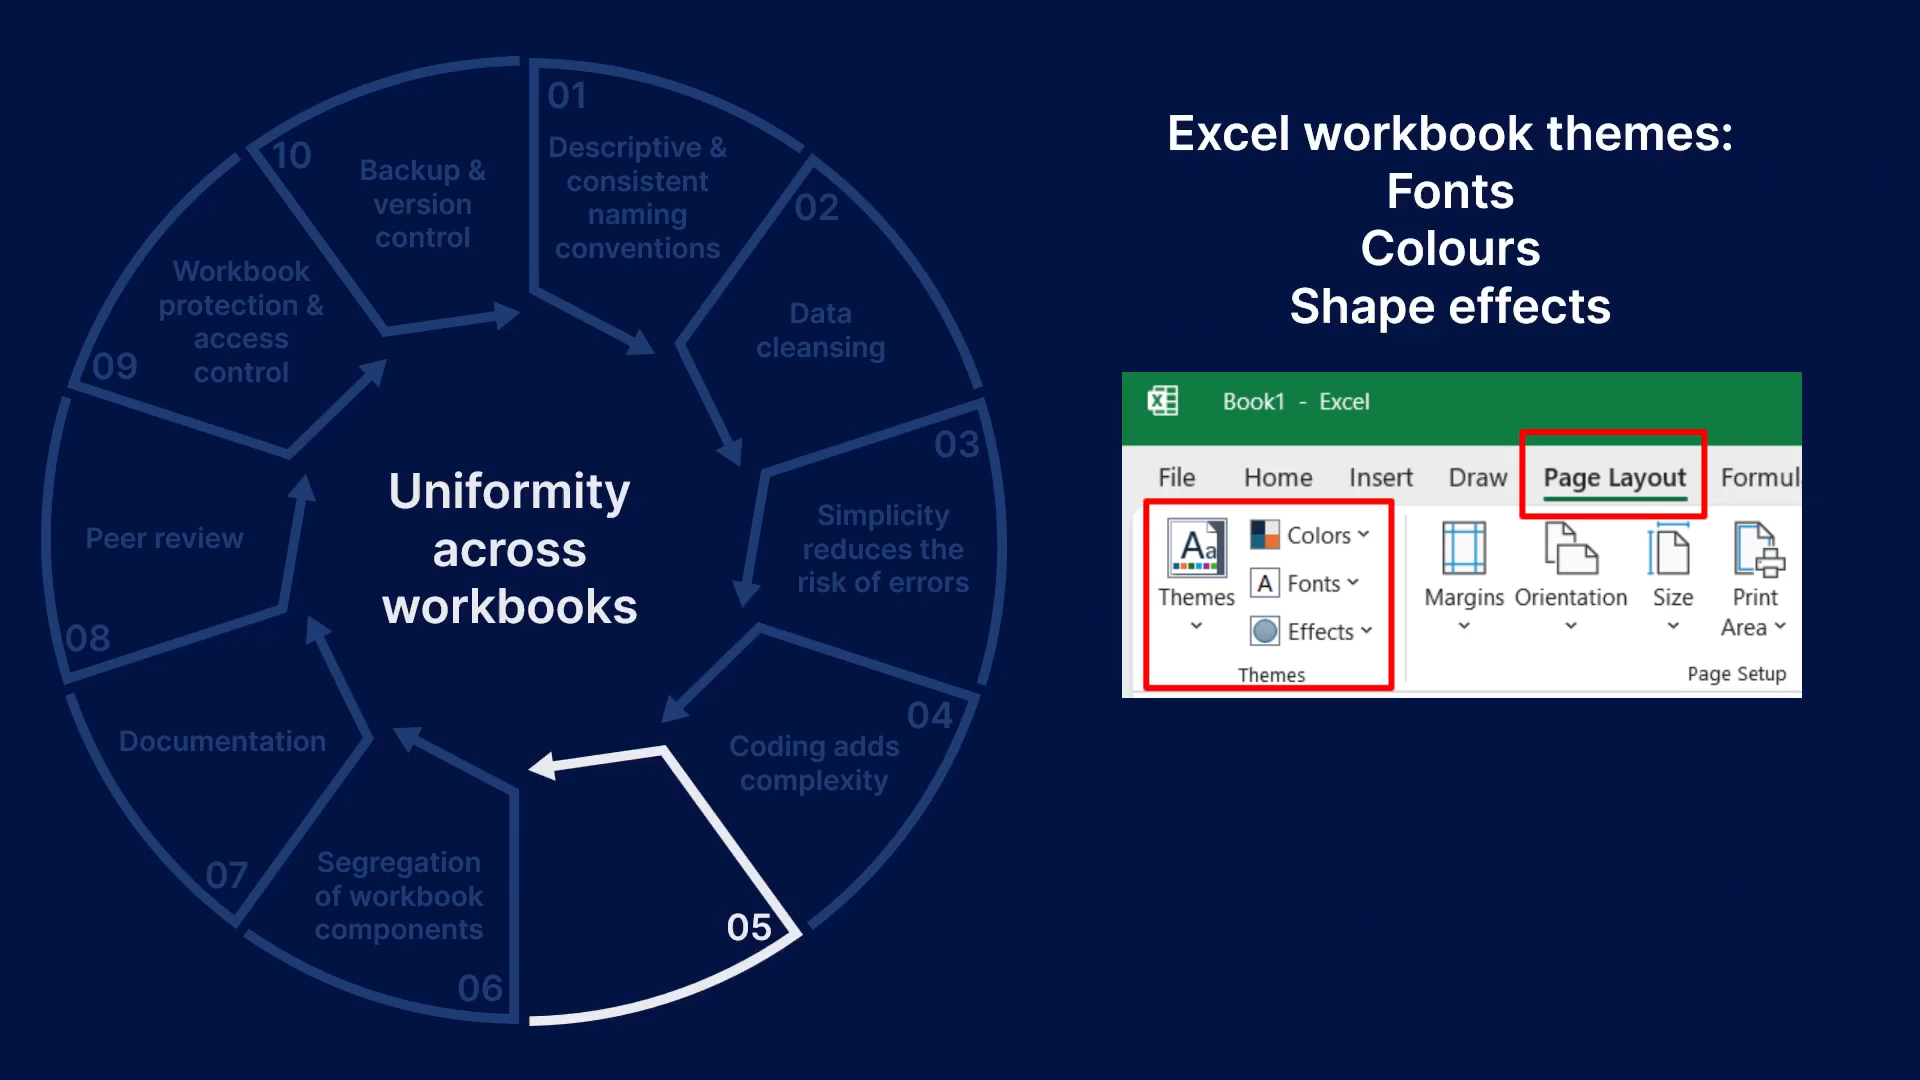 01
Descriptive &
consistent
naming
conventions
02
Data
cleansing
03
Simplicity
reduces the
risk of errors
04
Coding adds
complexity
05
06
Segregation
of workbook
components
07
Documentation
08
Peer review
09
Workbook
protection &
access
control
10
Backup &
version
control
Uniformity
across
workbooks
Excel workbook themes:
Fonts
Colours
Shape effects
Book1 - Excel
File Home Insert Draw Page Layout Formul
Aa
Themes
Colors
A Fonts
Effects
Themes
Margins
Orientation
Size
Print
Area
Page Setup